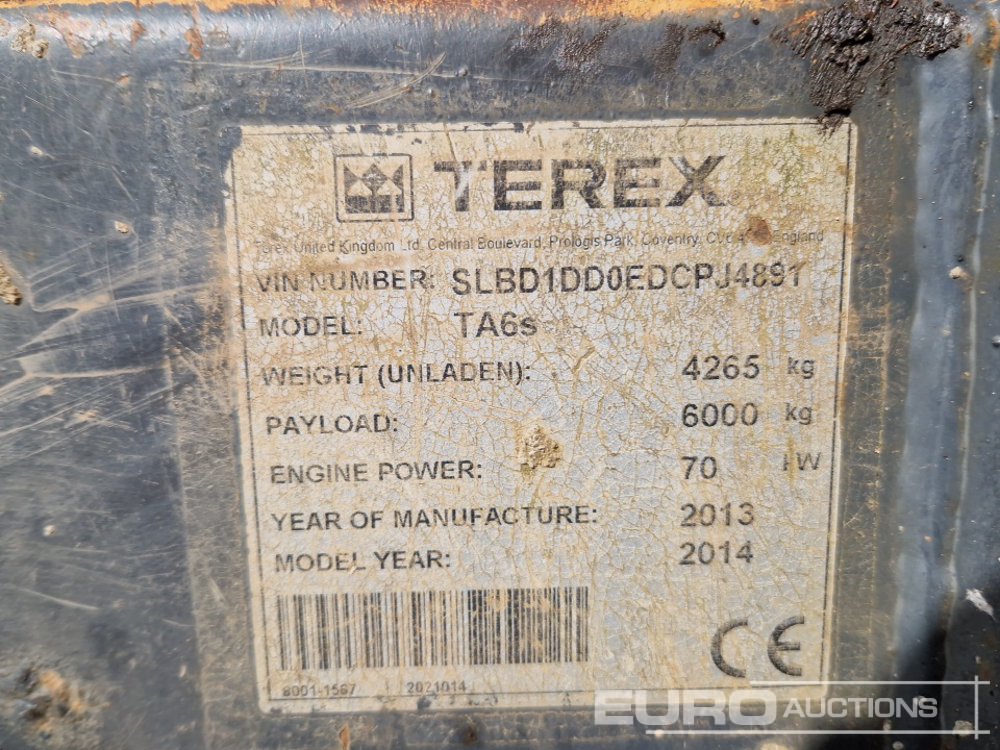 TEREX
Terex United Kingdom Ltd, Central Boulevard, Prologis Park, Coventry, England
VIN NUMBER: SLBD1DD0EDCPJ4891
MODEL: TA6s
WEIGHT (UNLADEN): 4265 kg
PAYLOAD: 6000 kg
ENGINE POWER: 70 kW
YEAR OF MANUFACTURE: 2013
MODEL YEAR: 2014
CE
8001-1567 2021014
EURO AUCTIONS